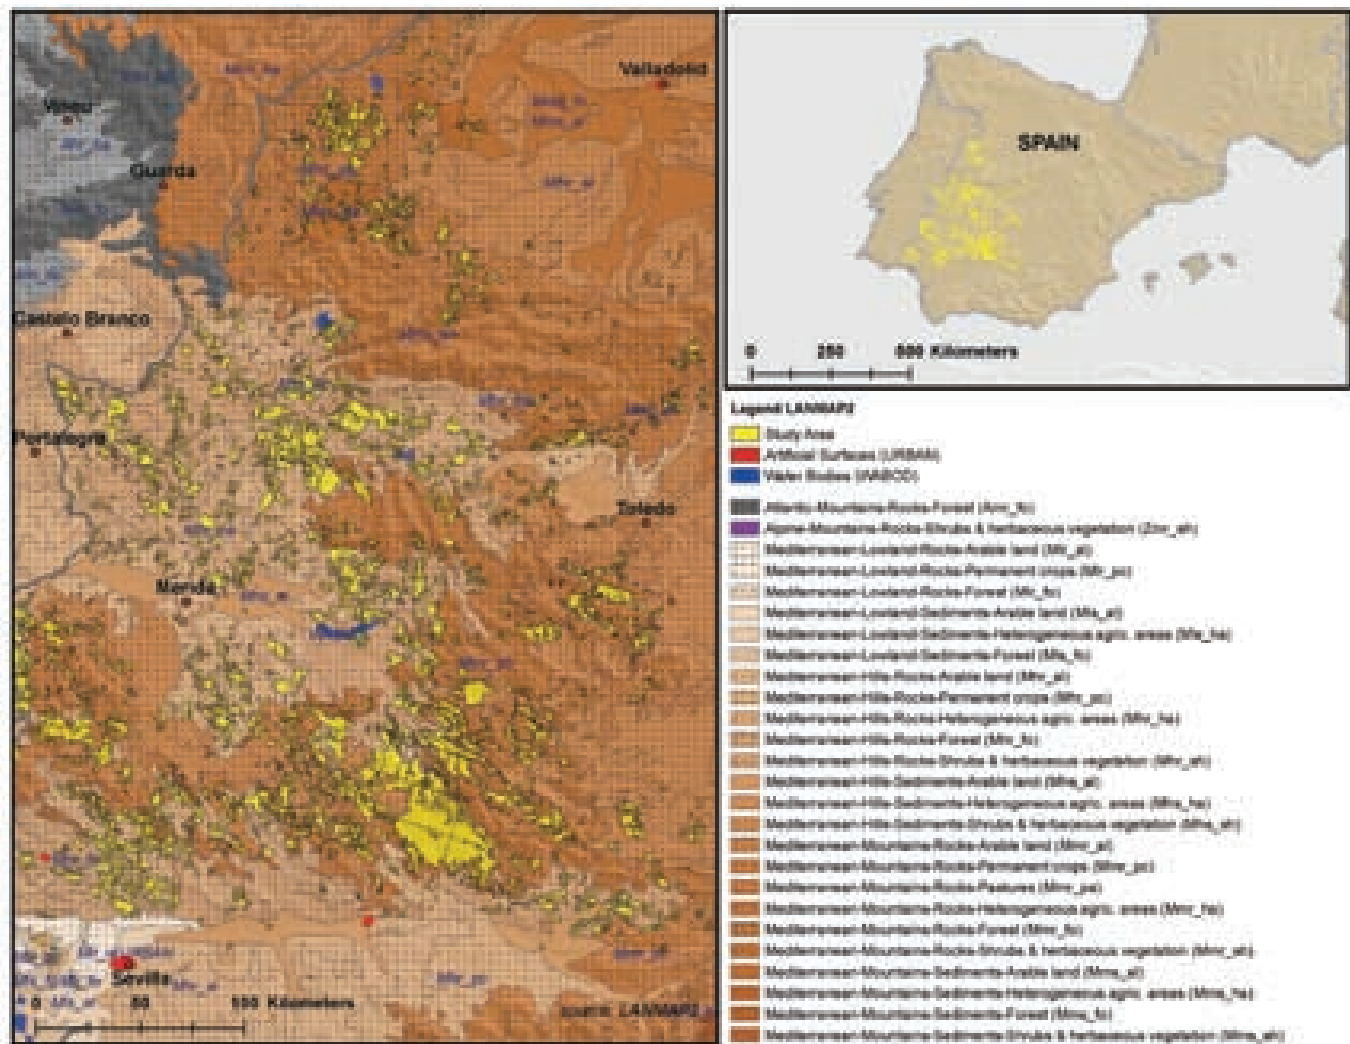 Valladolid
Viseu
Guarda
Castelo Branco
Portalegre
Toledo
Merida
Sevilla
0 50 100 Kilometers
source: LANMAP2
SPAIN
0 250 500 Kilometers
Legend LANMAP2
Study Area
Artificial Surfaces (URBAN)
Water Bodies (WABOD)
Atlantic-Mountains-Rocks-Forest (Amr_fo)
Alpine-Mountains-Rocks-Shrubs & herbaceous vegetation (Zmr_sh)
Mediterranean-Lowland-Rocks-Arable land (Mlr_al)
Mediterranean-Lowland-Rocks-Permanent crops (Mlr_pc)
Mediterranean-Lowland-Rocks-Forest (Mlr_fo)
Mediterranean-Lowland-Sediments-Arable land (Mls_al)
Mediterranean-Lowland-Sediments-Heterogeneous agric. areas (Mls_ha)
Mediterranean-Lowland-Sediments-Forest (Mls_fo)
Mediterranean-Hills-Rocks-Arable land (Mhr_al)
Mediterranean-Hills-Rocks-Permanent crops (Mhr_pc)
Mediterranean-Hills-Rocks-Heterogeneous agric. areas (Mhr_ha)
Mediterranean-Hills-Rocks-Forest (Mhr_fo)
Mediterranean-Hills-Rocks-Shrubs & herbaceous vegetation (Mhr_sh)
Mediterranean-Hills-Sediments-Arable land (Mhs_al)
Mediterranean-Hills-Sediments-Heterogeneous agric. areas (Mhs_ha)
Mediterranean-Hills-Sediments-Shrubs & herbaceous vegetation (Mhs_sh)
Mediterranean-Mountains-Rocks-Arable land (Mmr_al)
Mediterranean-Mountains-Rocks-Permanent crops (Mmr_pc)
Mediterranean-Mountains-Rocks-Pastures (Mmr_pa)
Mediterranean-Mountains-Rocks-Heterogeneous agric. areas (Mmr_ha)
Mediterranean-Mountains-Rocks-Forest (Mmr_fo)
Mediterranean-Mountains-Rocks-Shrubs & herbaceous vegetation (Mmr_sh)
Mediterranean-Mountains-Sediments-Arable land (Mms_al)
Mediterranean-Mountains-Sediments-Heterogeneous agric. areas (Mms_ha)
Mediterranean-Mountains-Sediments-Forest (Mms_fo)
Mediterranean-Mountains-Sediments-Shrubs & herbaceous vegetation (Mms_sh)